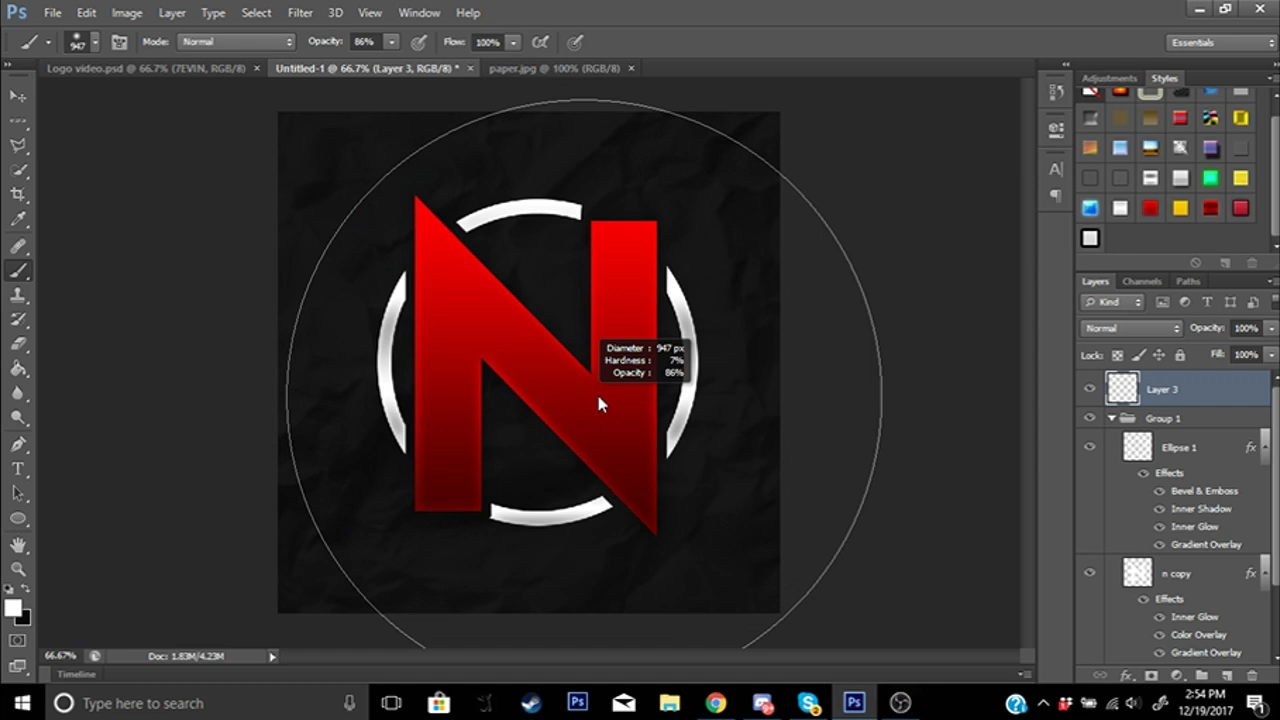 Ps File Edit Image Layer Type Select Filter 3D View Window Help
947 Mode: Normal Opacity: 86% Flow: 100% Essentials
Logo video.psd @ 66.7% (7EVIN, RGB/8) × Untitled-1 @ 66.7% (Layer 3, RGB/8) * × paper.jpg @ 100% (RGB/8) ×
Adjustments Styles
N
Diameter : 947 px
Hardness : 7%
Opacity : 86%
Layers Channels Paths
Kind
Normal Opacity: 100%
Lock: Fill: 100%
Layer 3
Group 1
Ellipse 1 fx
Effects
Bevel & Emboss
Inner Shadow
Inner Glow
Gradient Overlay
n copy fx
Effects
Inner Glow
Color Overlay
Gradient Overlay
66.67% Doc: 1.83M/4.23M
Timeline
Type here to search
2:54 PM
12/19/2017